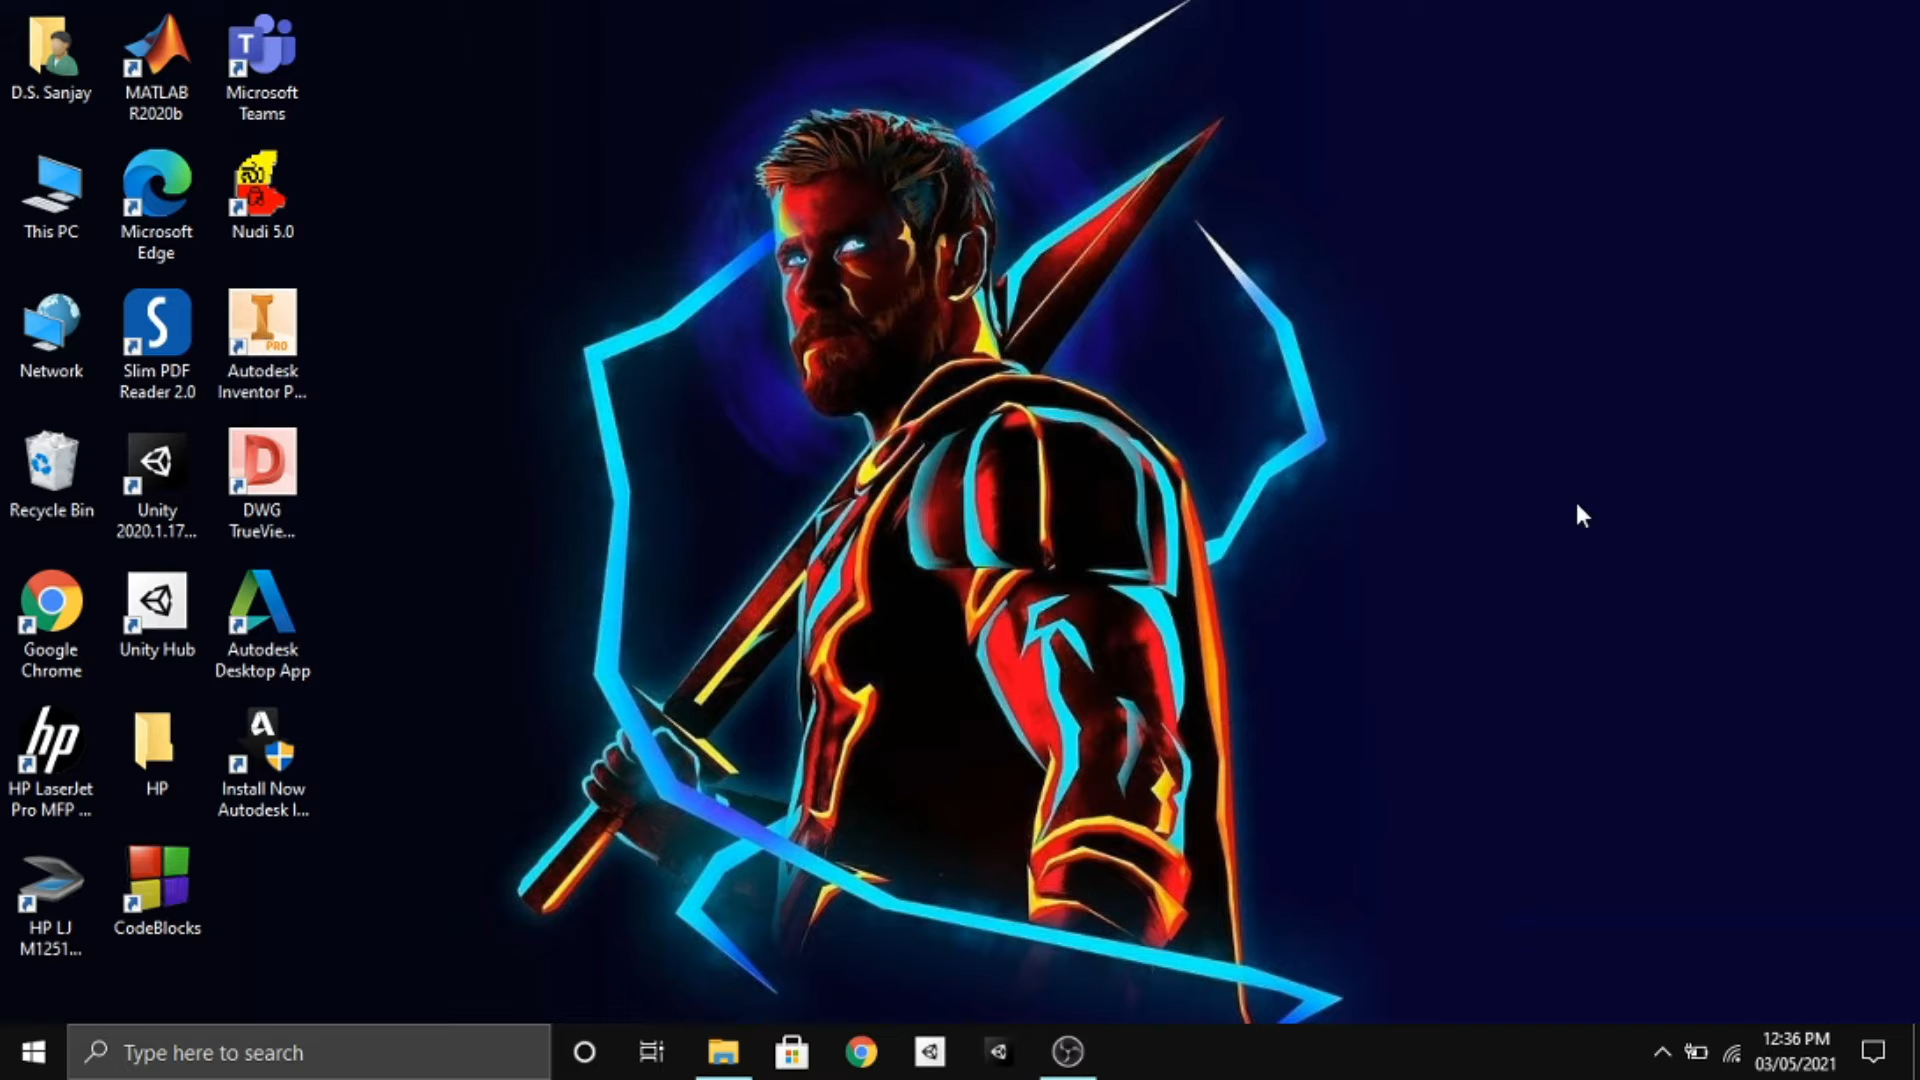 D.S. Sanjay
MATLAB
R2020b
Microsoft
Teams
This PC
Microsoft
Edge
ನು
Nudi 5.0
Network
Slim PDF
Reader 2.0
PRO
Autodesk
Inventor P...
Recycle Bin
Unity
2020.1.17...
DWG
TrueVie...
Google
Chrome
Unity Hub
Autodesk
Desktop App
hp
HP LaserJet
Pro MFP ...
HP
Install Now
Autodesk I...
HP LJ
M1251...
CodeBlocks
Type here to search
12:36 PM
03/05/2021